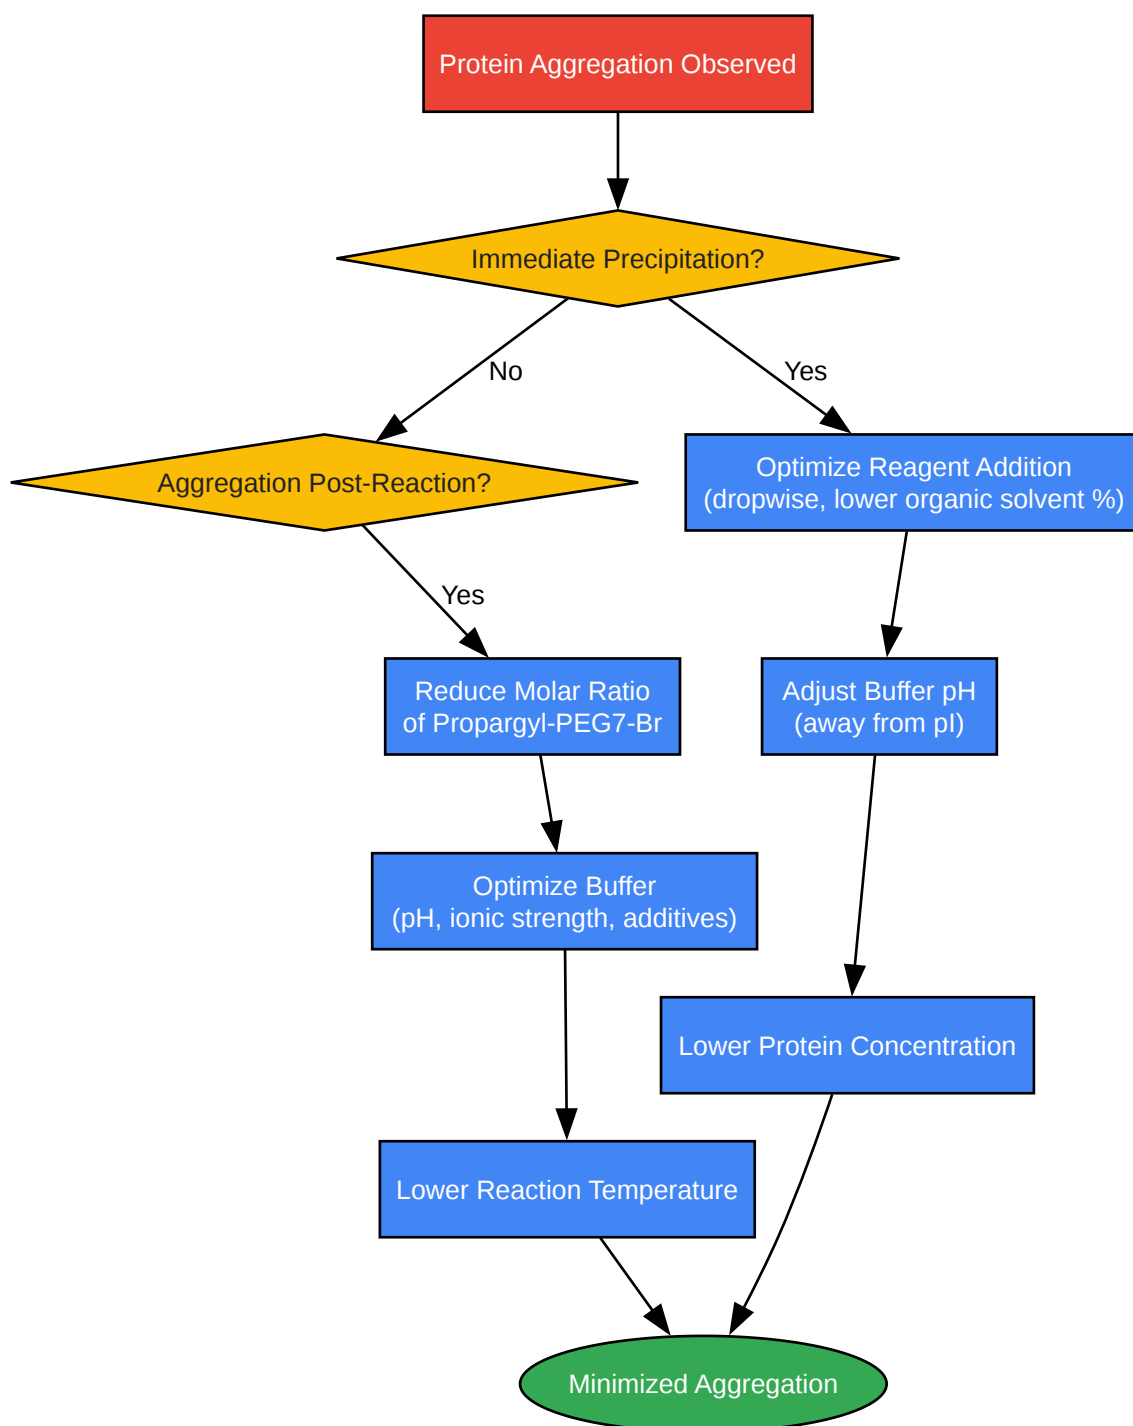 Protein Aggregation Observed
Immediate Precipitation?
No
Yes
Aggregation Post-Reaction?
Optimize Reagent Addition
(dropwise, lower organic solvent %)
Yes
Reduce Molar Ratio
of Propargyl-PEG7-Br
Adjust Buffer pH
(away from pI)
Optimize Buffer
(pH, ionic strength, additives)
Lower Protein Concentration
Lower Reaction Temperature
Minimized Aggregation